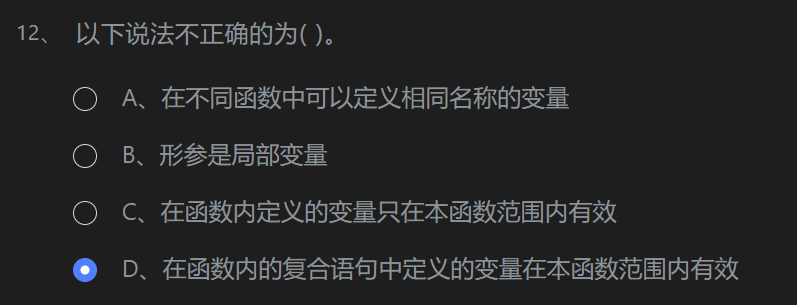 12、 以下说法不正确的为( )。
A、在不同函数中可以定义相同名称的变量
B、形参是局部变量
C、在函数内定义的变量只在本函数范围内有效
D、在函数内的复合语句中定义的变量在本函数范围内有效